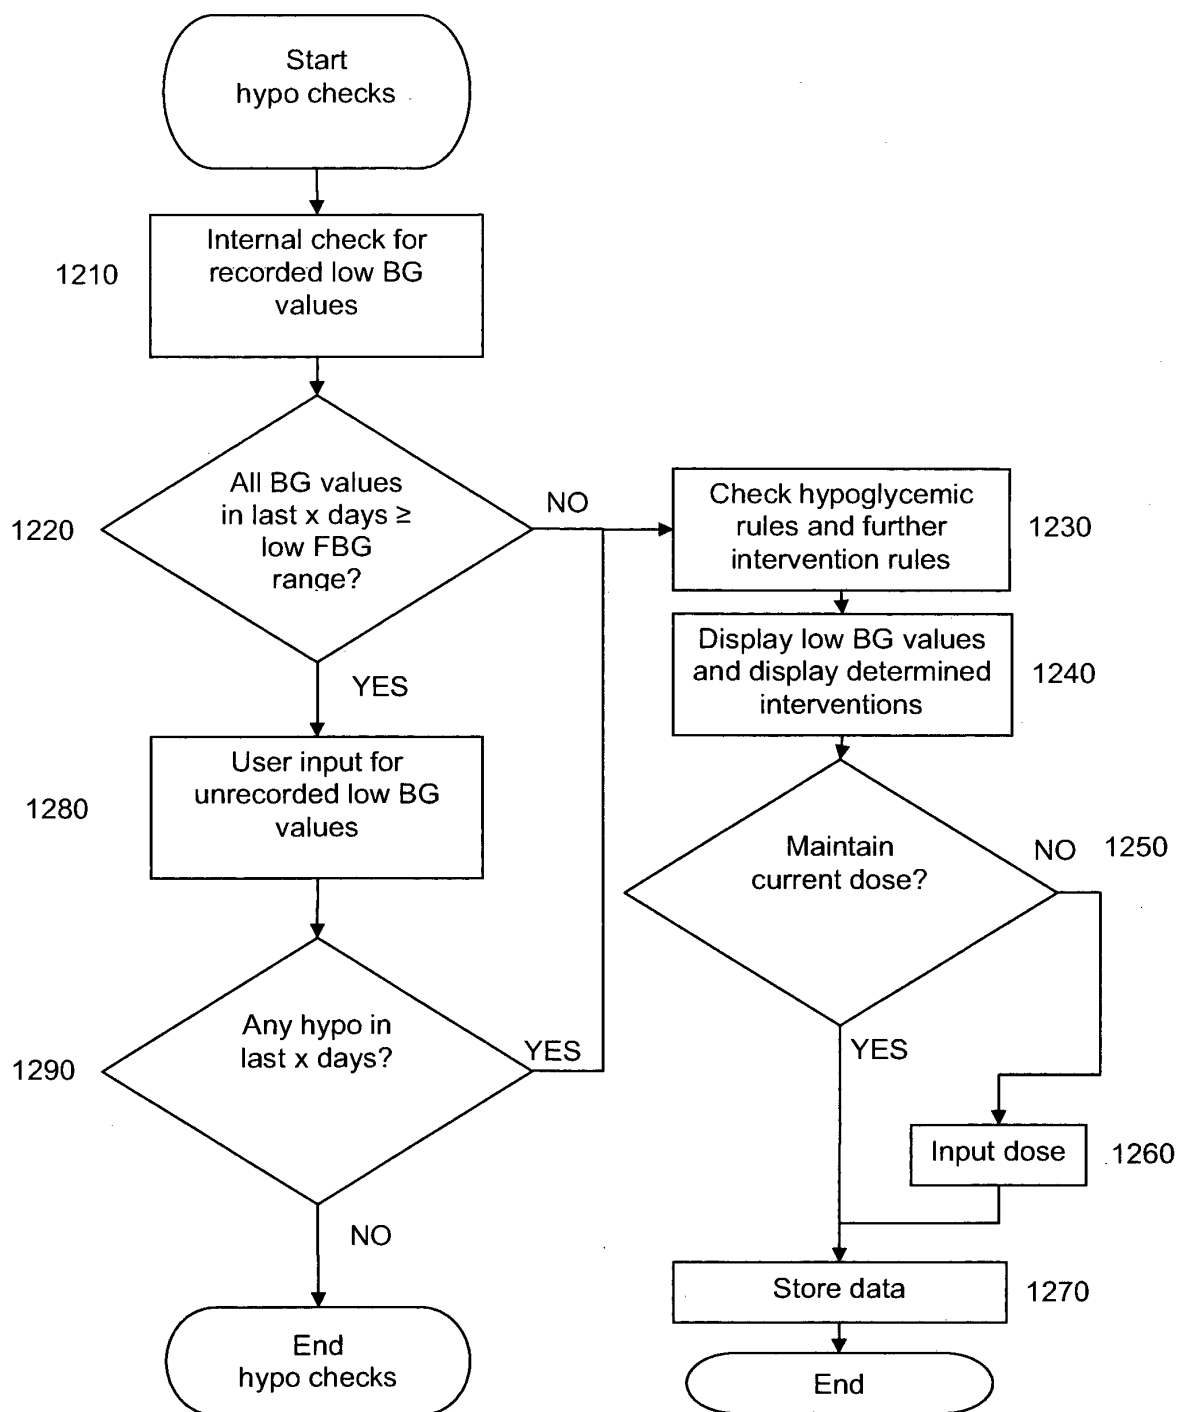 Start
hypo checks
Internal check for
recorded low BG
values
1210
All BG values
in last x days ≥
low FBG
range?
1220
NO
YES
Check hypoglycemic
rules and further
intervention rules
1230
Display low BG values
and display determined
interventions
1240
User input for
unrecorded low BG
values
1280
Maintain
current dose?
NO
1250
YES
Any hypo in
last x days?
1290
YES
NO
Input dose
1260
Store data
1270
End
hypo checks
End